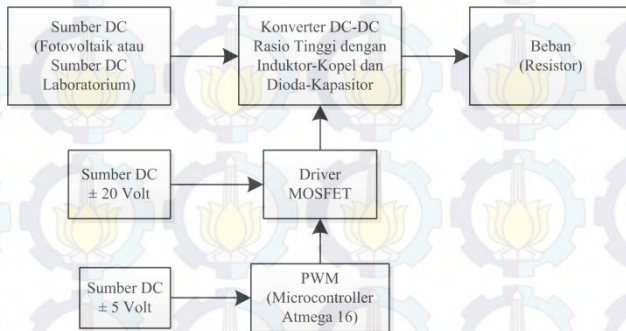 Sumber DC
(Fotovoltaik atau
Sumber DC
Laboratorium)
Konverter DC-DC
Rasio Tinggi dengan
Induktor-Kopel dan
Dioda-Kapasitor
Beban
(Resistor)
Sumber DC
± 20 Volt
Driver
MOSFET
Sumber DC
± 5 Volt
PWM
(Microcontroller
Atmega 16)